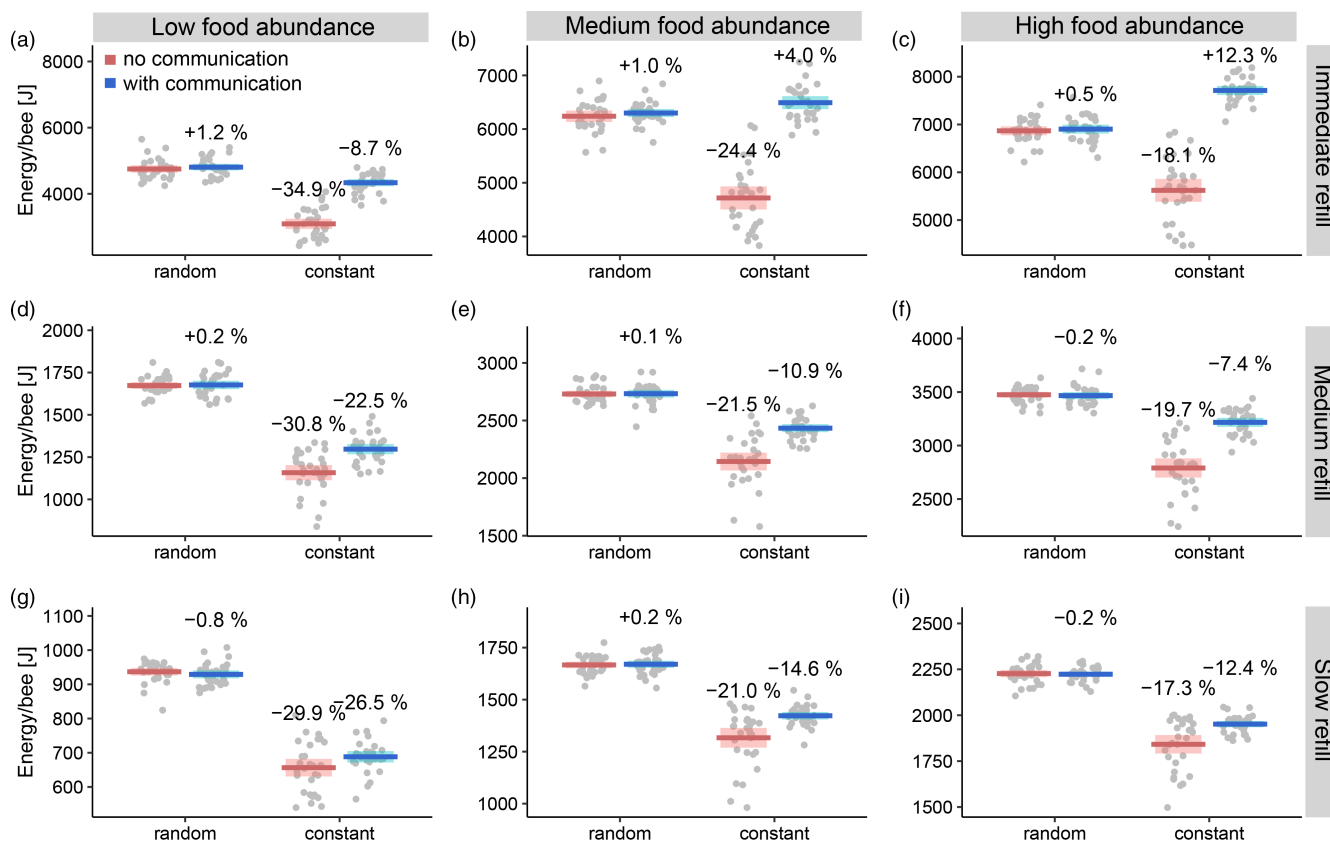 Low food abundance
Medium food abundance
High food abundance
(a)
no communication
with communication
Energy/bee [J]
8000
6000
4000
+1.2 %
−34.9 %
−8.7 %
random
constant
(b)
7000
6000
5000
4000
+1.0 %
−24.4 %
+4.0 %
random
constant
(c)
8000
7000
6000
5000
+0.5 %
−18.1 %
+12.3 %
random
constant
Immediate refill
(d)
Energy/bee [J]
2000
1750
1500
1250
1000
+0.2 %
−30.8 %
−22.5 %
random
constant
(e)
3000
2500
2000
1500
+0.1 %
−21.5 %
−10.9 %
random
constant
(f)
4000
3500
3000
2500
−0.2 %
−19.7 %
−7.4 %
random
constant
Medium refill
(g)
Energy/bee [J]
1100
1000
900
800
700
600
−0.8 %
−29.9 %
−26.5 %
random
constant
(h)
1750
1500
1250
1000
+0.2 %
−21.0 %
−14.6 %
random
constant
(i)
2500
2250
2000
1750
1500
−0.2 %
−17.3 %
−12.4 %
random
constant
Slow refill